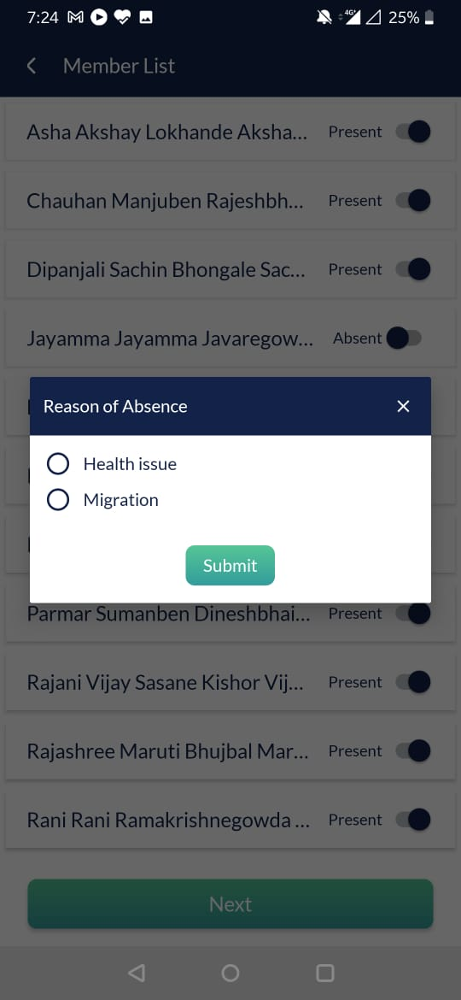 7:24 4G+ 25%
Member List
Asha Akshay Lokhande Aksha... Present
Chauhan Manjuben Rajeshbh... Present
Dipanjali Sachin Bhongale Sac... Present
Jayamma Jayamma Javaregow... Absent
Reason of Absence
Health issue
Migration
Submit
Parmar Sumanben Dineshbhai... Present
Rajani Vijay Sasane Kishor Vij... Present
Rajashree Maruti Bhujbal Mar... Present
Rani Rani Ramakrishnegowda ... Present
Next